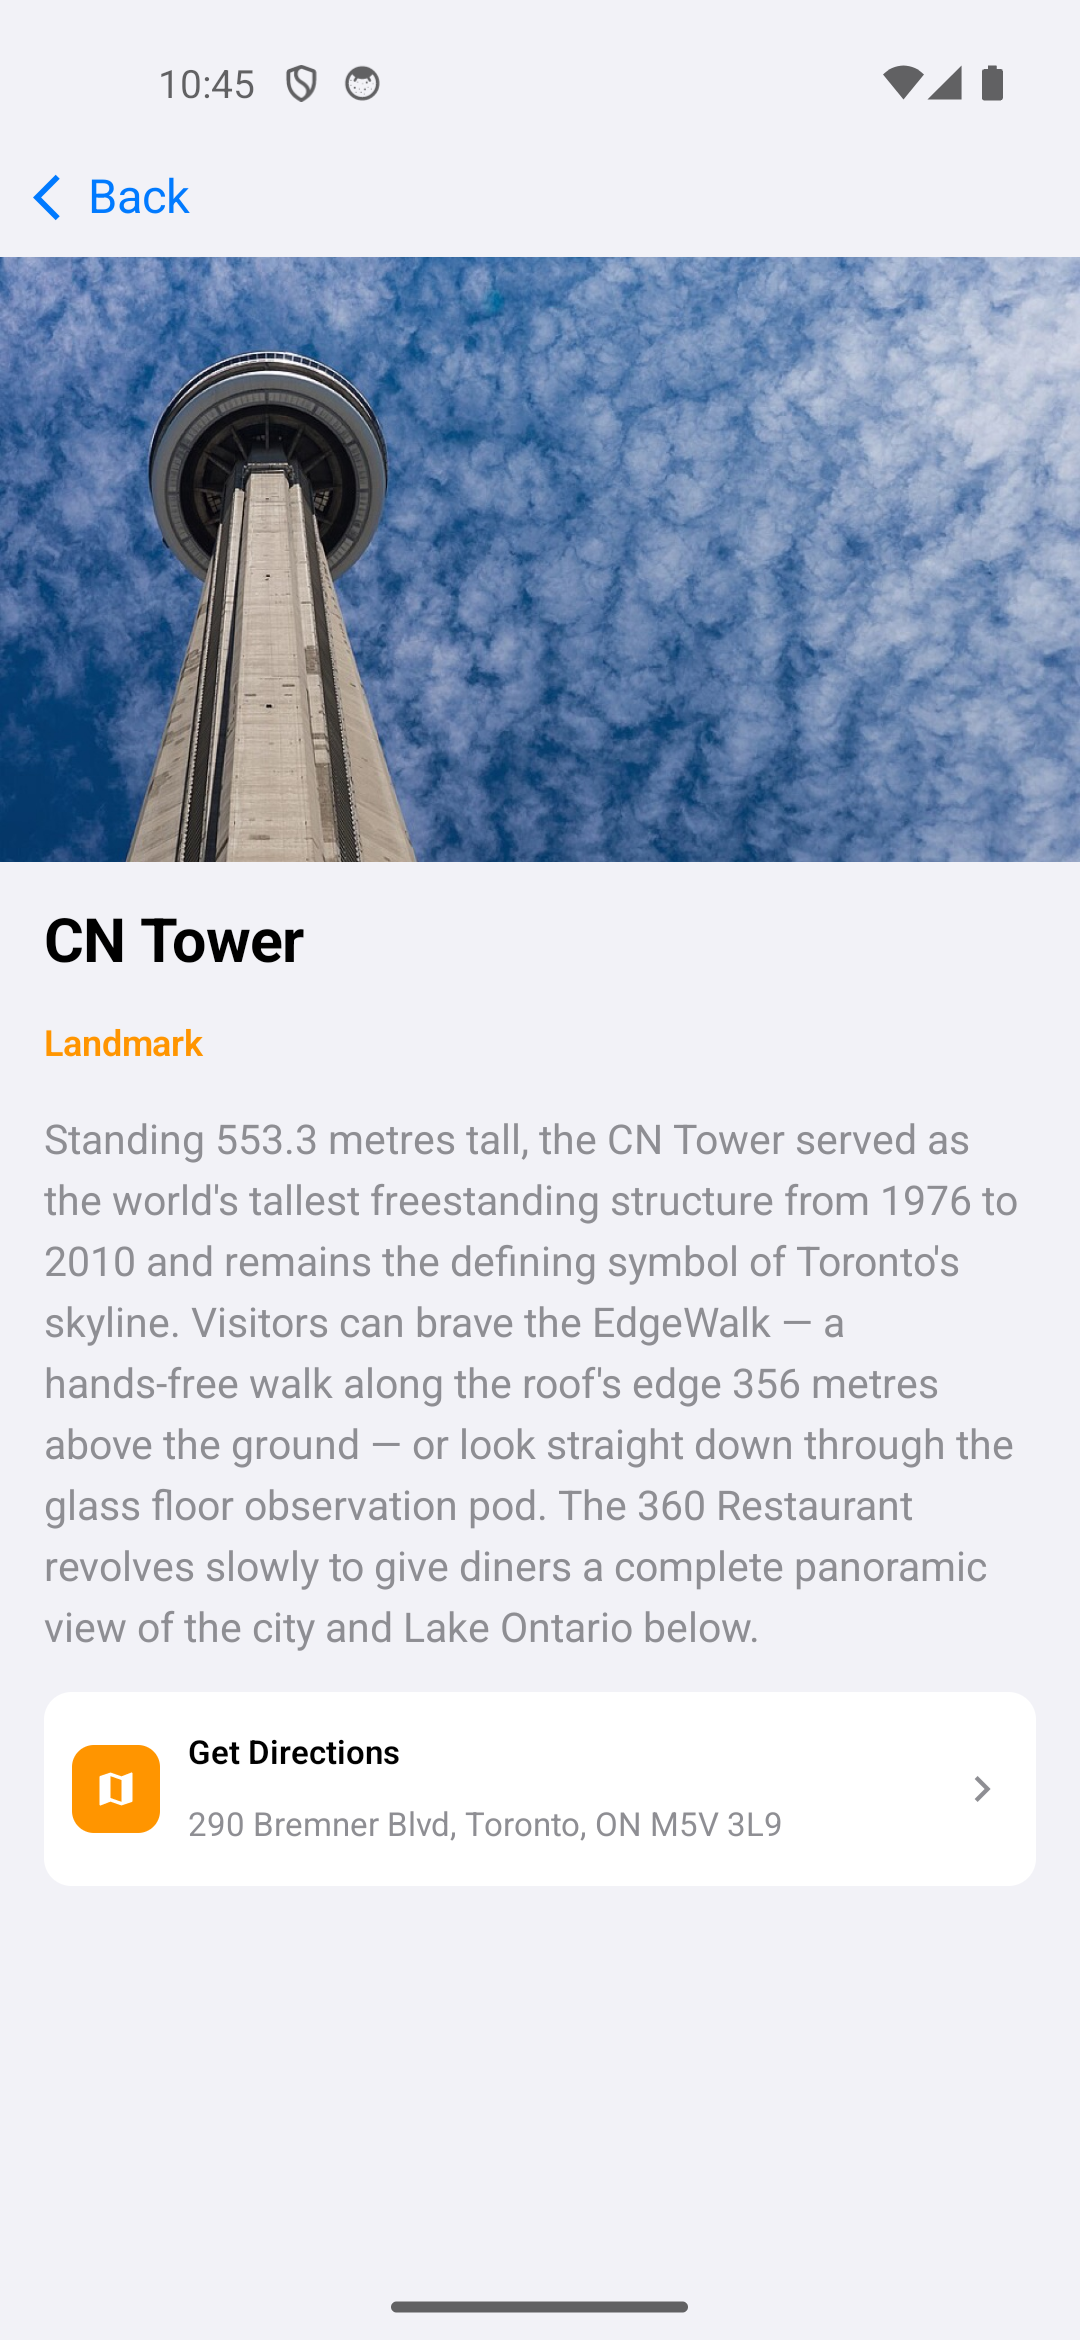 10:45
Back
CN Tower
Landmark
Standing 553.3 metres tall, the CN Tower served as
the world's tallest freestanding structure from 1976 to
2010 and remains the defining symbol of Toronto's
skyline. Visitors can brave the EdgeWalk — a
hands-free walk along the roof's edge 356 metres
above the ground — or look straight down through the
glass floor observation pod. The 360 Restaurant
revolves slowly to give diners a complete panoramic
view of the city and Lake Ontario below.
Get Directions
290 Bremner Blvd, Toronto, ON M5V 3L9